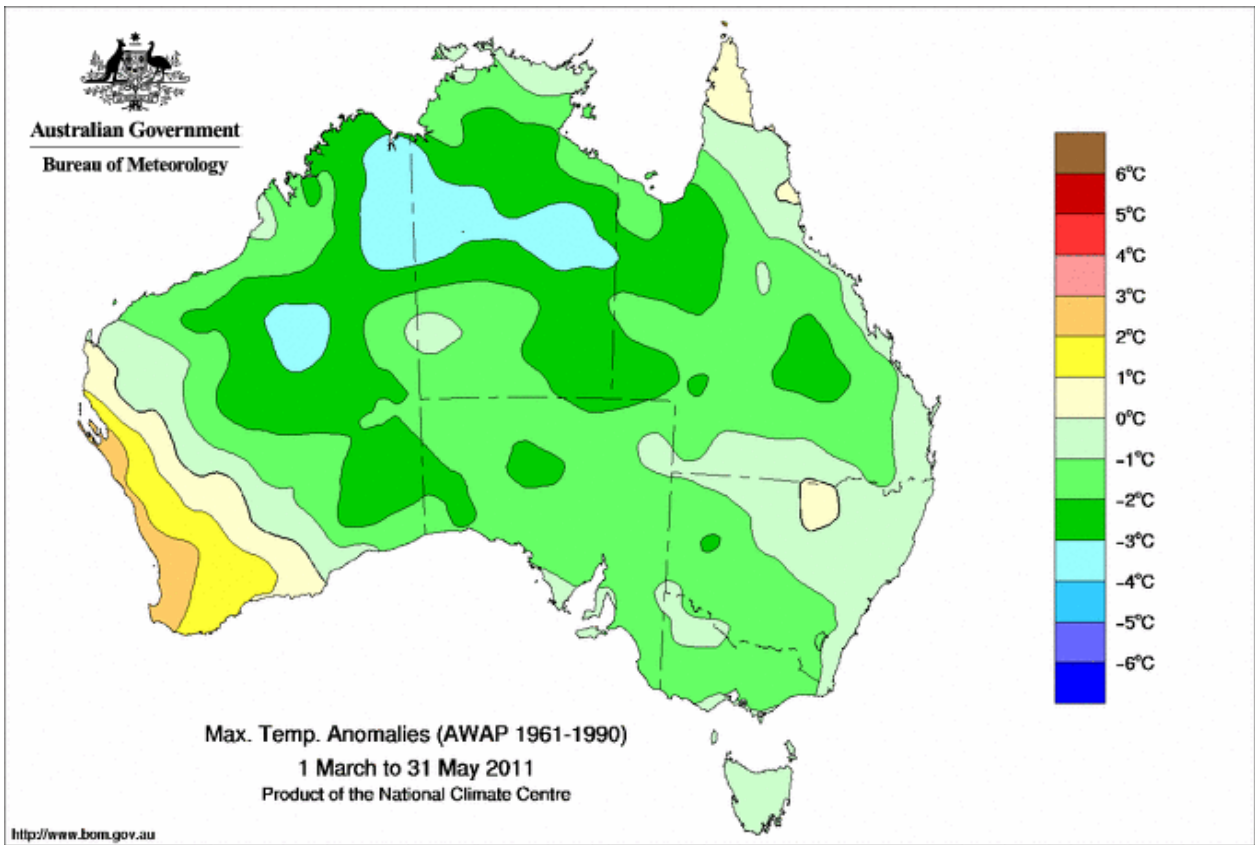 Australian Government
Bureau of Meteorology
6°C
5°C
4°C
3°C
2°C
1°C
0°C
-1°C
-2°C
-3°C
-4°C
-5°C
-6°C
Max. Temp. Anomalies (AWAP 1961-1990)
1 March to 31 May 2011
Product of the National Climate Centre
http://www.bom.gov.au